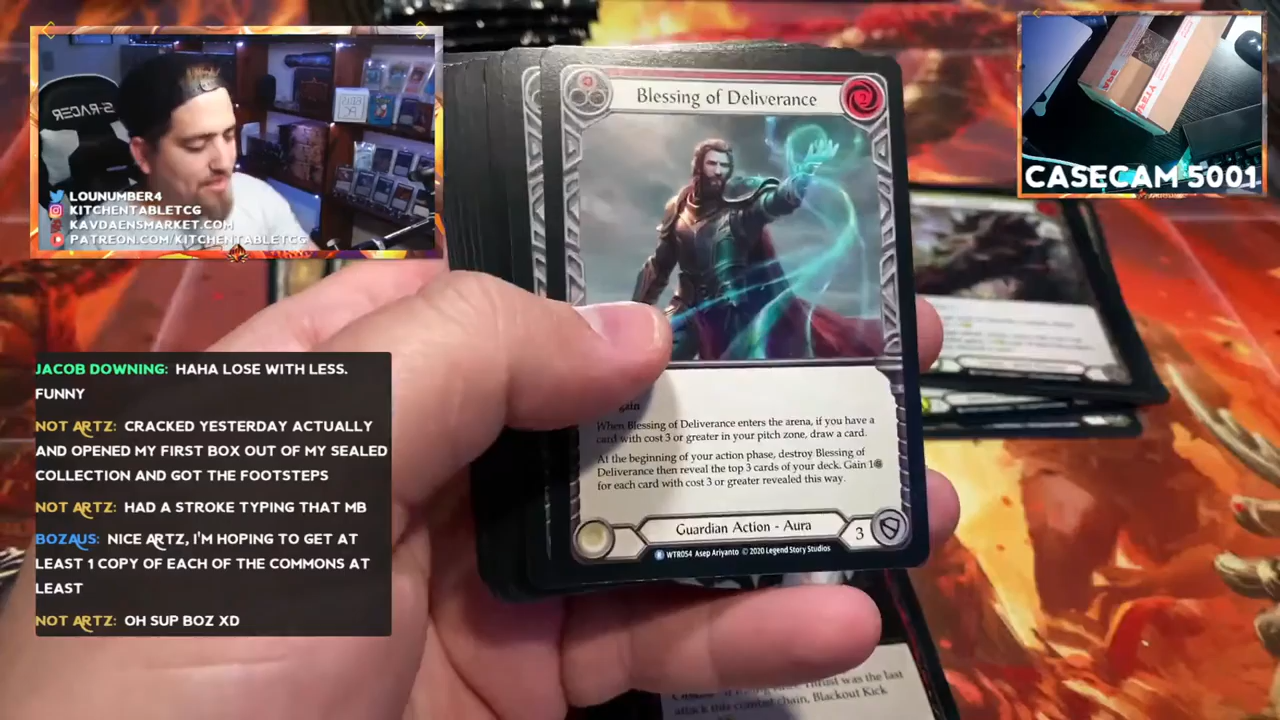 LOUNUMBER4
KITCHENTABLETCG
KAVDAENSMARKET.COM
PATREON.COM/KITCHENTABLETCG
CASECAM 5001
JACOB DOWNING: HAHA LOSE WITH LESS.
FUNNY
NOT ARTZ: CRACKED YESTERDAY ACTUALLY
AND OPENED MY FIRST BOX OUT OF MY SEALED
COLLECTION AND GOT THE FOOTSTEPS
NOT ARTZ: HAD A STROKE TYPING THAT MB
BOZAUS: NICE ARTZ, I'M HOPING TO GET AT
LEAST 1 COPY OF EACH OF THE COMMONS AT
LEAST
NOT ARTZ: OH SUP BOZ XD
Blessing of Deliverance
2
When Blessing of Deliverance enters the arena, if you have a
card with cost 3 or greater in your pitch zone, draw a card.
At the beginning of your action phase, destroy Blessing of
Deliverance then reveal the top 3 cards of your deck. Gain 1
for each card with cost 3 or greater revealed this way.
Guardian Action - Aura
3
R WTR054 Asep Ariyanto © 2020 Legend Story Studios
Thrust was the last
attack this combat chain, Blackout Kick